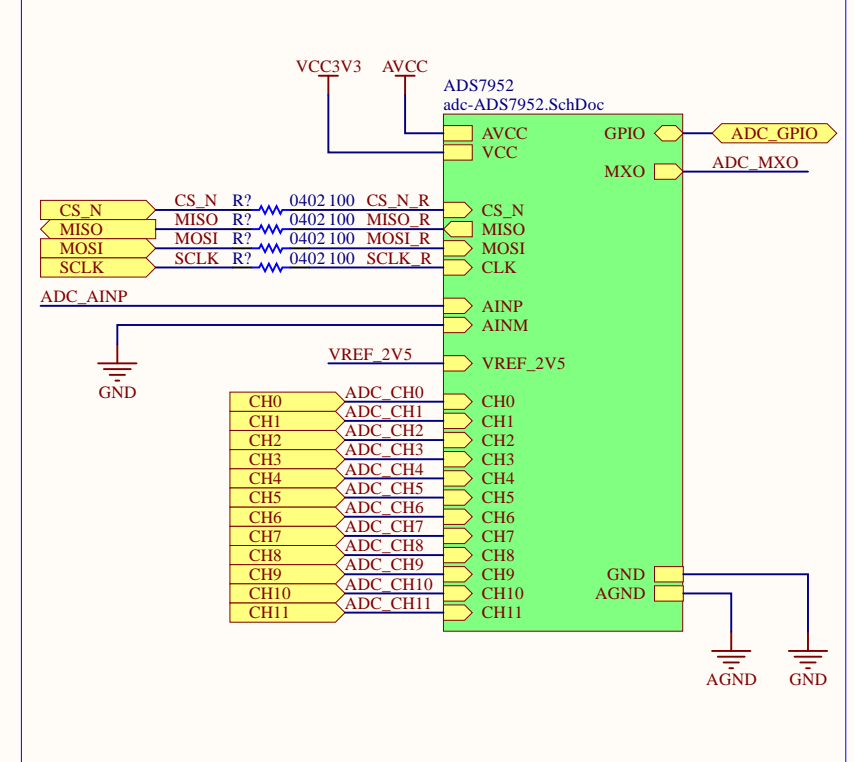 VCC3V3 AVCC
ADS7952
adc-ADS7952.SchDoc
AVCC GPIO ADC_GPIO
VCC
MXO ADC_MXO
CS_N CS_N R? 0402 100 CS_N_R CS_N
MISO MISO R? 0402 100 MISO_R MISO
MOSI MOSI R? 0402 100 MOSI_R MOSI
SCLK SCLK R? 0402 100 SCLK_R CLK
ADC_AINP AINP
AINM
VREF_2V5 VREF_2V5
GND
CH0 ADC_CH0 CH0
CH1 ADC_CH1 CH1
CH2 ADC_CH2 CH2
CH3 ADC_CH3 CH3
CH4 ADC_CH4 CH4
CH5 ADC_CH5 CH5
CH6 ADC_CH6 CH6
CH7 ADC_CH7 CH7
CH8 ADC_CH8 CH8
CH9 ADC_CH9 CH9 GND
CH10 ADC_CH10 CH10 AGND
CH11 ADC_CH11 CH11
AGND GND